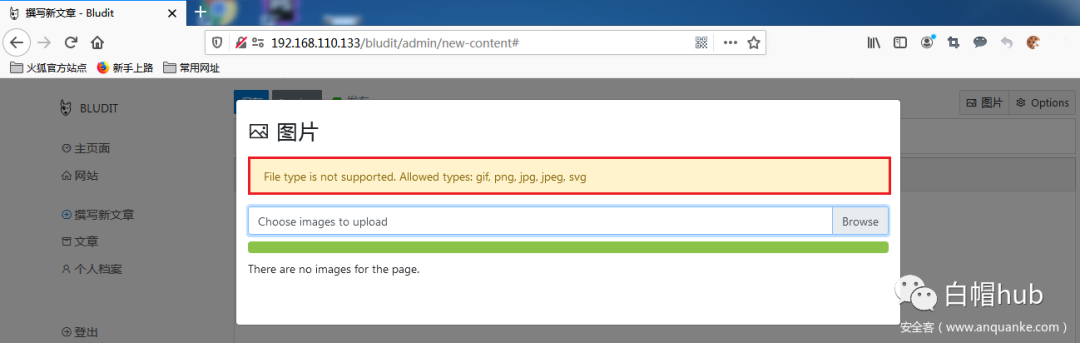 撰写新文章 - Bludit
192.168.110.133/bludit/admin/new-content#
火狐官方站点 新手上路 常用网址
BLUDIT
图片 Options
主页面
网站
撰写新文章
文章
个人档案
登出
图片
File type is not supported. Allowed types: gif, png, jpg, jpeg, svg
Choose images to upload Browse
There are no images for the page.
白帽hub
安全客（www.anquanke.com）